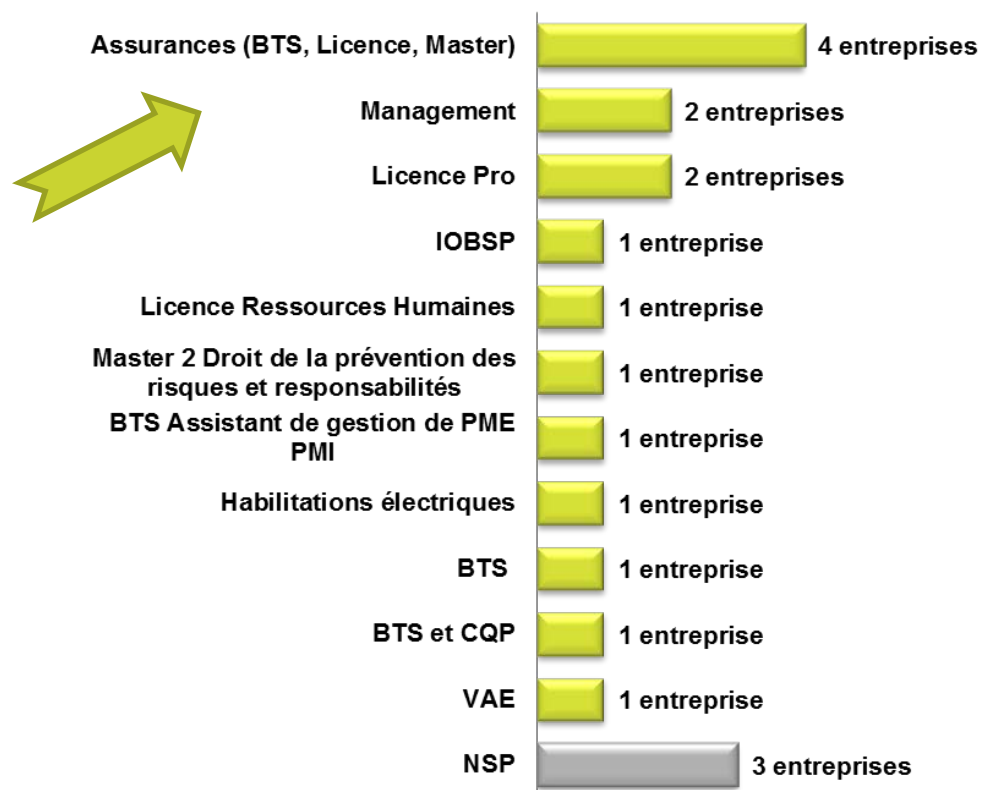 Assurances (BTS, Licence, Master) 4 entreprises
Management 2 entreprises
Licence Pro 2 entreprises
IOBSP 1 entreprise
Licence Ressources Humaines 1 entreprise
Master 2 Droit de la prévention des
risques et responsabilités 1 entreprise
BTS Assistant de gestion de PME
PMI 1 entreprise
Habilitations électriques 1 entreprise
BTS 1 entreprise
BTS et CQP 1 entreprise
VAE 1 entreprise
NSP 3 entreprises